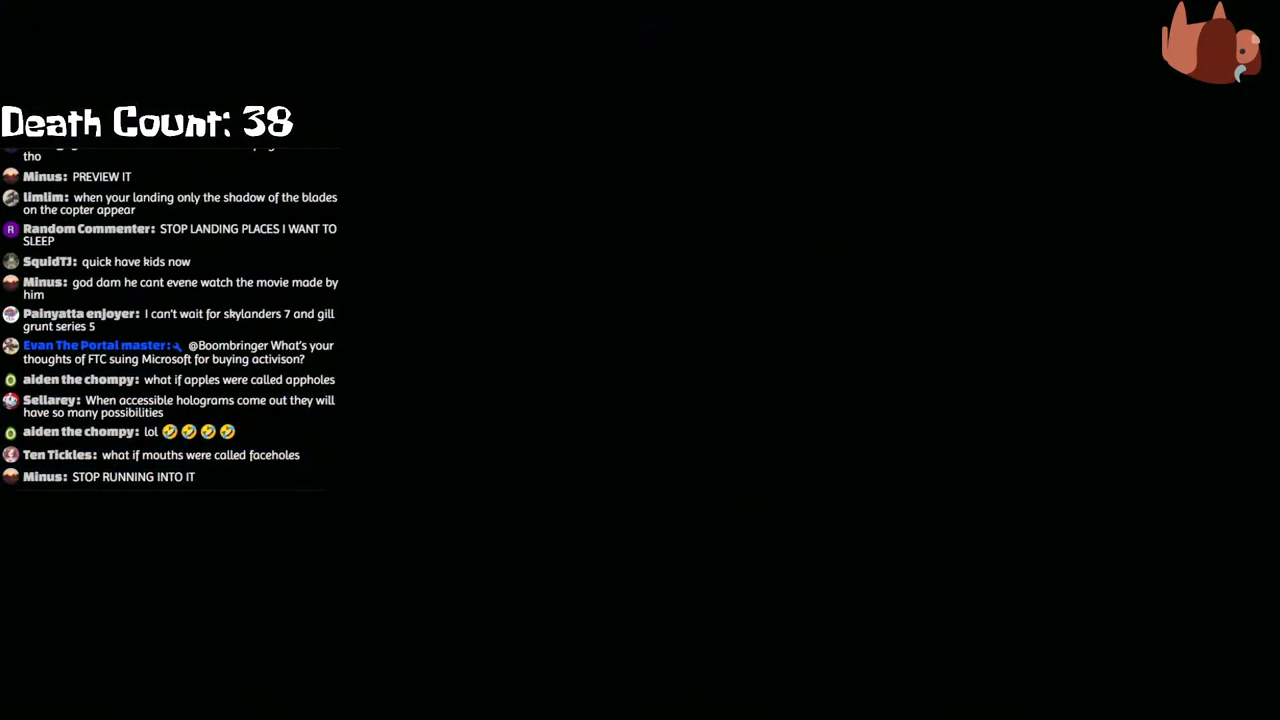 Death Count: 38
tho
Minus: PREVIEW IT
limlim: when your landing only the shadow of the blades
on the copter appear
R Random Commenter: STOP LANDING PLACES I WANT TO
SLEEP
SquidTJ: quick have kids now
Minus: god dam he cant evene watch the movie made by
him
Painyatta enjoyer: I can't wait for skylanders 7 and gill
grunt series 5
Evan The Portal master: @Boombringer What's your
thoughts of FTC suing Microsoft for buying activison?
aiden the chompy: what if apples were called appholes
Sellarey: When accessible holograms come out they will
have so many possibilities
aiden the chompy: lol 🤣 🤣 🤣 🤣
Ten Tickles: what if mouths were called faceholes
Minus: STOP RUNNING INTO IT